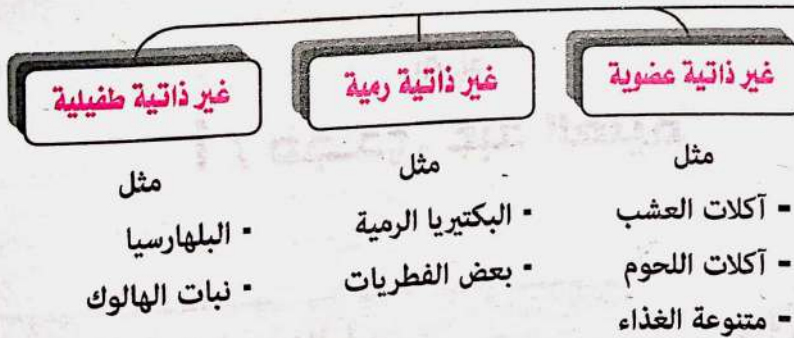 غير ذاتية عضوية
مثل
- آكلات العشب
- آكلات اللحوم
- متنوعة الغذاء
غير ذاتية رمية
مثل
- البكتيريا الرمية
- بعض الفطريات
غير ذاتية طفيلية
مثل
- البلهارسيا
- نبات الهالوك